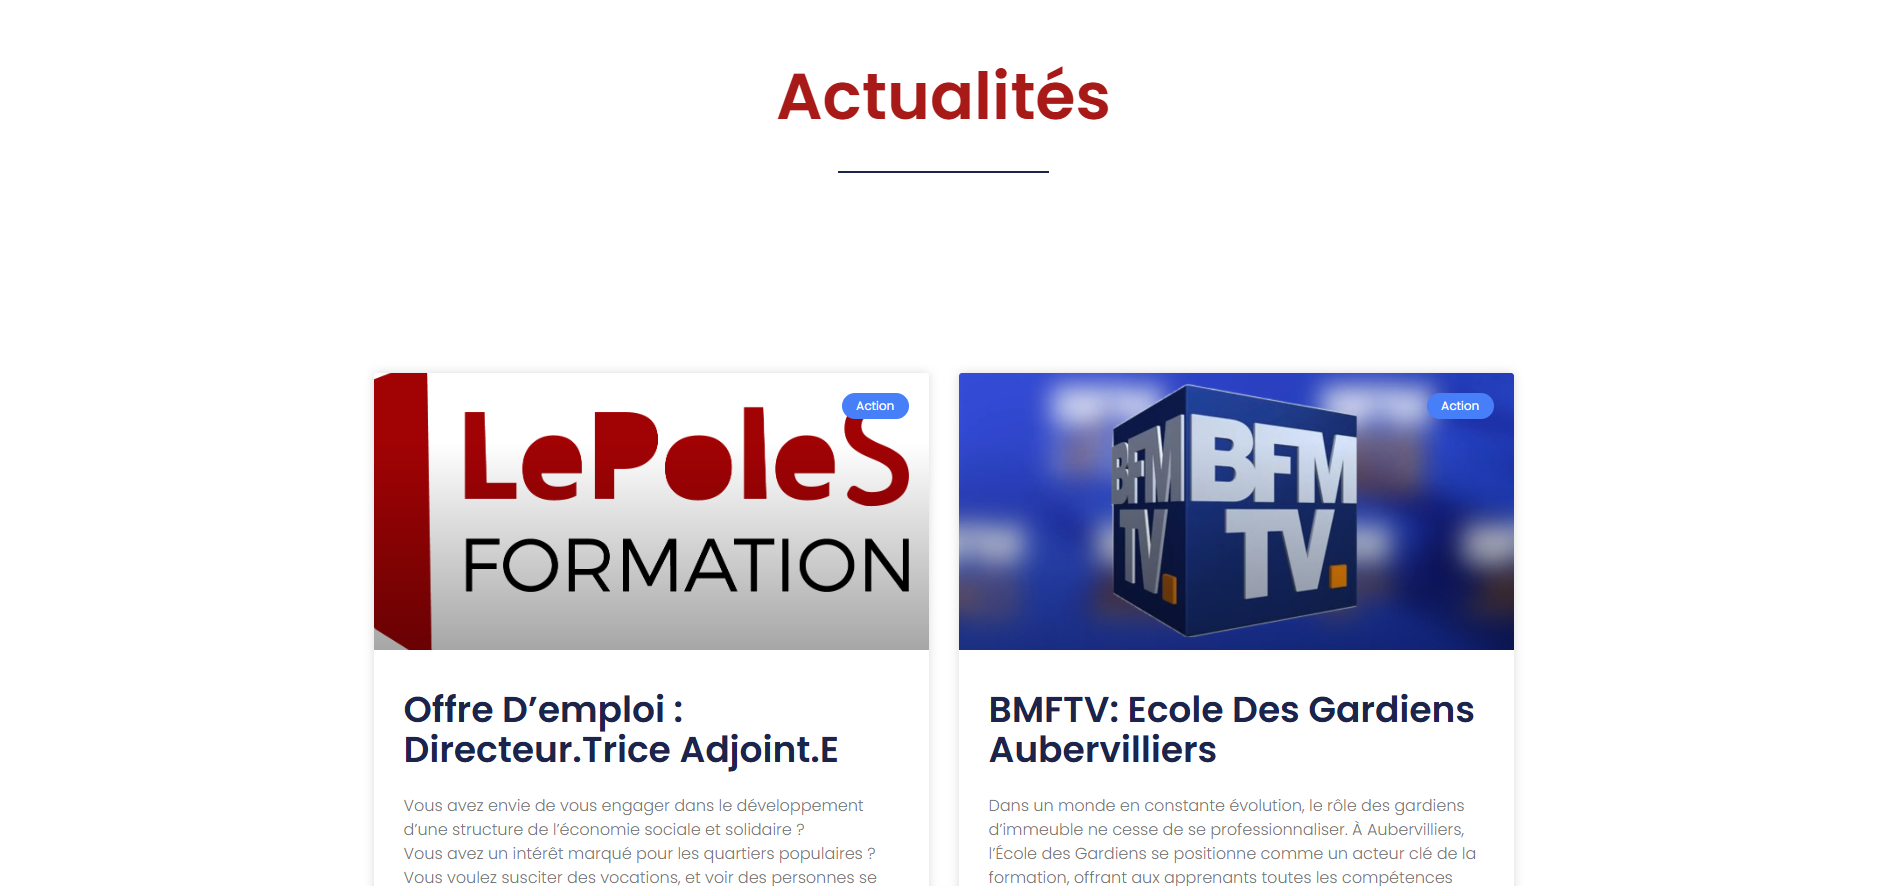 Actualités
Action
LePoleS
FORMATION
Offre D’emploi :
Directeur.Trice Adjoint.E
Vous avez envie de vous engager dans le développement
d’une structure de l’économie sociale et solidaire ?
Vous avez un intérêt marqué pour les quartiers populaires ?
Vous voulez susciter des vocations, et voir des personnes se
Action
BFM
TV.
BFM
TV.
BMFTV: Ecole Des Gardiens
Aubervilliers
Dans un monde en constante évolution, le rôle des gardiens
d’immeuble ne cesse de se professionnaliser. À Aubervilliers,
l’École des Gardiens se positionne comme un acteur clé de la
formation, offrant aux apprenants toutes les compétences